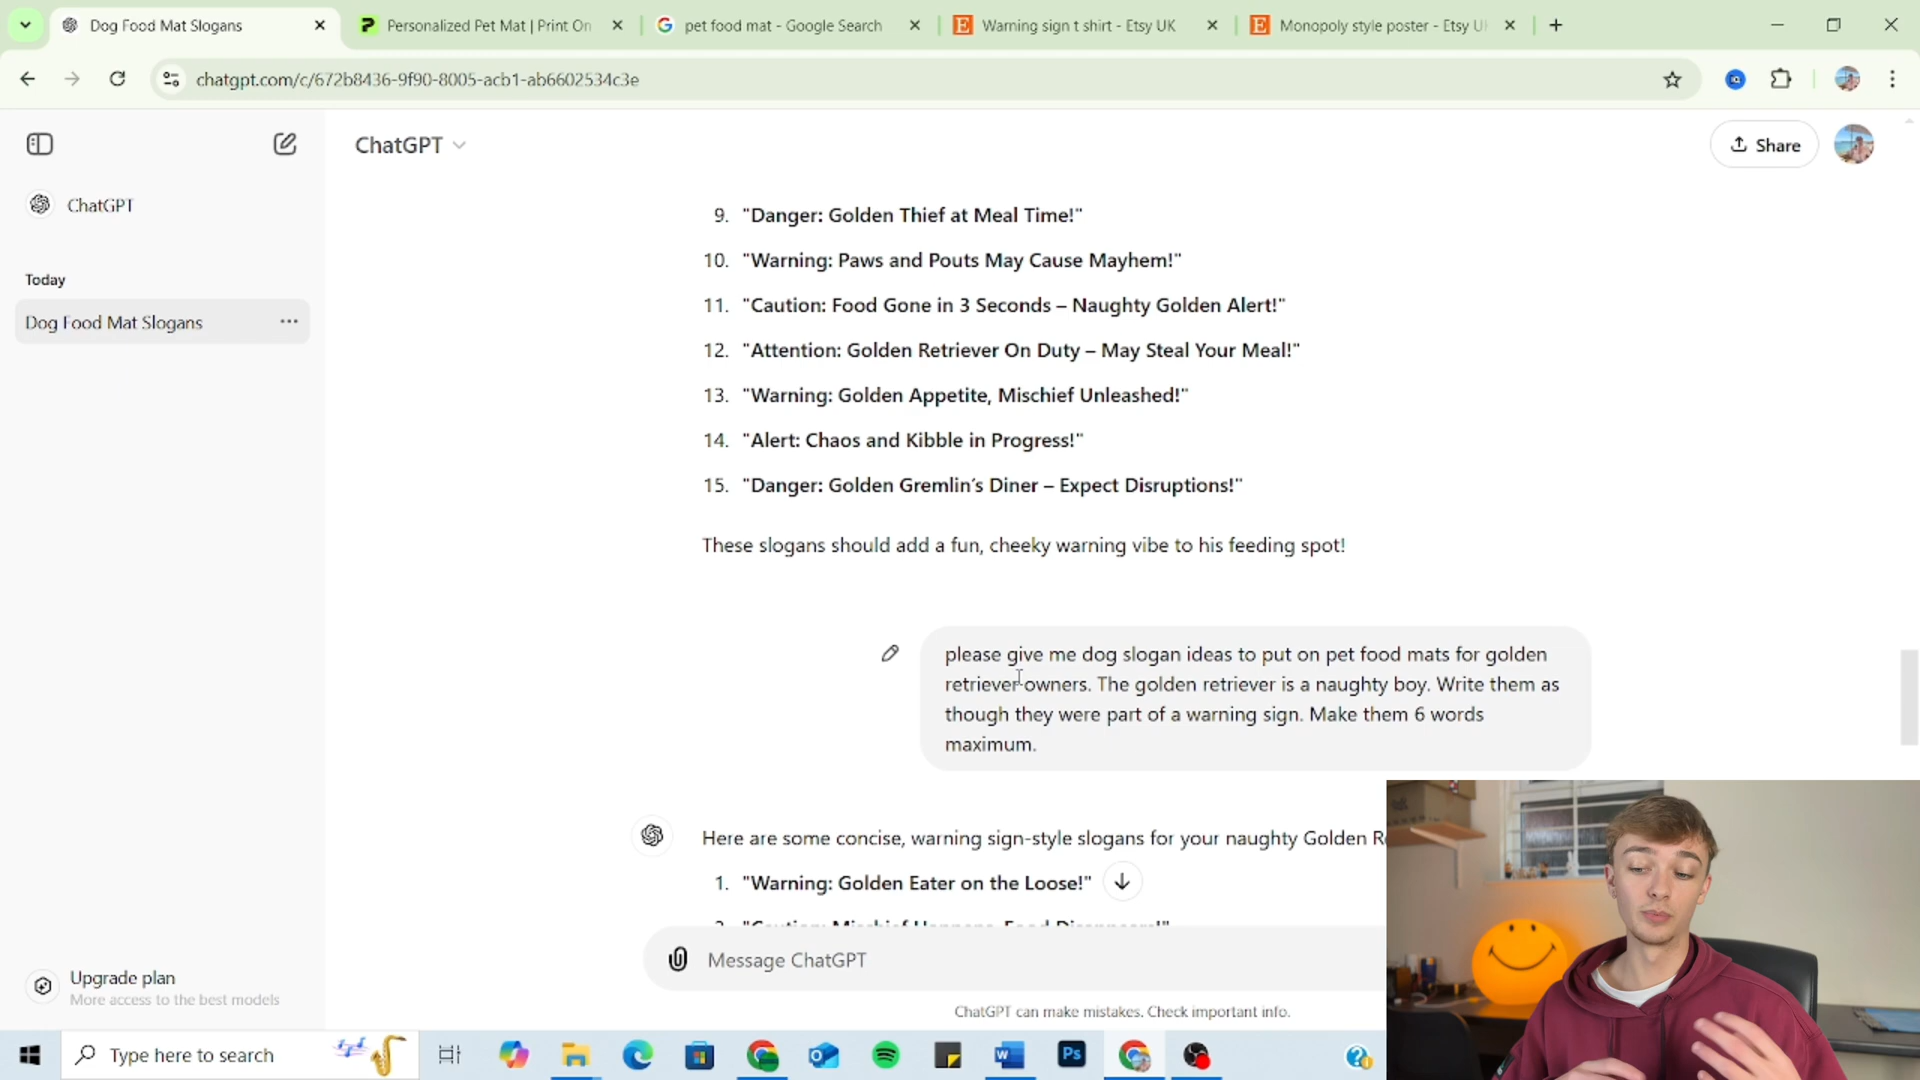 Dog Food Mat Slogans
Personalized Pet Mat | Print On
pet food mat - Google Search
Warning sign t shirt - Etsy UK
Monopoly style poster - Etsy UK
chatgpt.com/c/672b8436-9f90-8005-acb1-ab6602534c3e
ChatGPT
Share
ChatGPT
Today
Dog Food Mat Slogans
9. "Danger: Golden Thief at Meal Time!"
10. "Warning: Paws and Pouts May Cause Mayhem!"
11. "Caution: Food Gone in 3 Seconds – Naughty Golden Alert!"
12. "Attention: Golden Retriever On Duty – May Steal Your Meal!"
13. "Warning: Golden Appetite, Mischief Unleashed!"
14. "Alert: Chaos and Kibble in Progress!"
15. "Danger: Golden Gremlin's Diner – Expect Disruptions!"
These slogans should add a fun, cheeky warning vibe to his feeding spot!
please give me dog slogan ideas to put on pet food mats for golden
retriever owners. The golden retriever is a naughty boy. Write them as
though they were part of a warning sign. Make them 6 words
maximum.
Here are some concise, warning sign-style slogans for your naughty Golden R
1. "Warning: Golden Eater on the Loose!"
"Caution: Mischief Happens, Food Disappears!"
Message ChatGPT
ChatGPT can make mistakes. Check important info.
Upgrade plan
More access to the best models
Type here to search
Ps